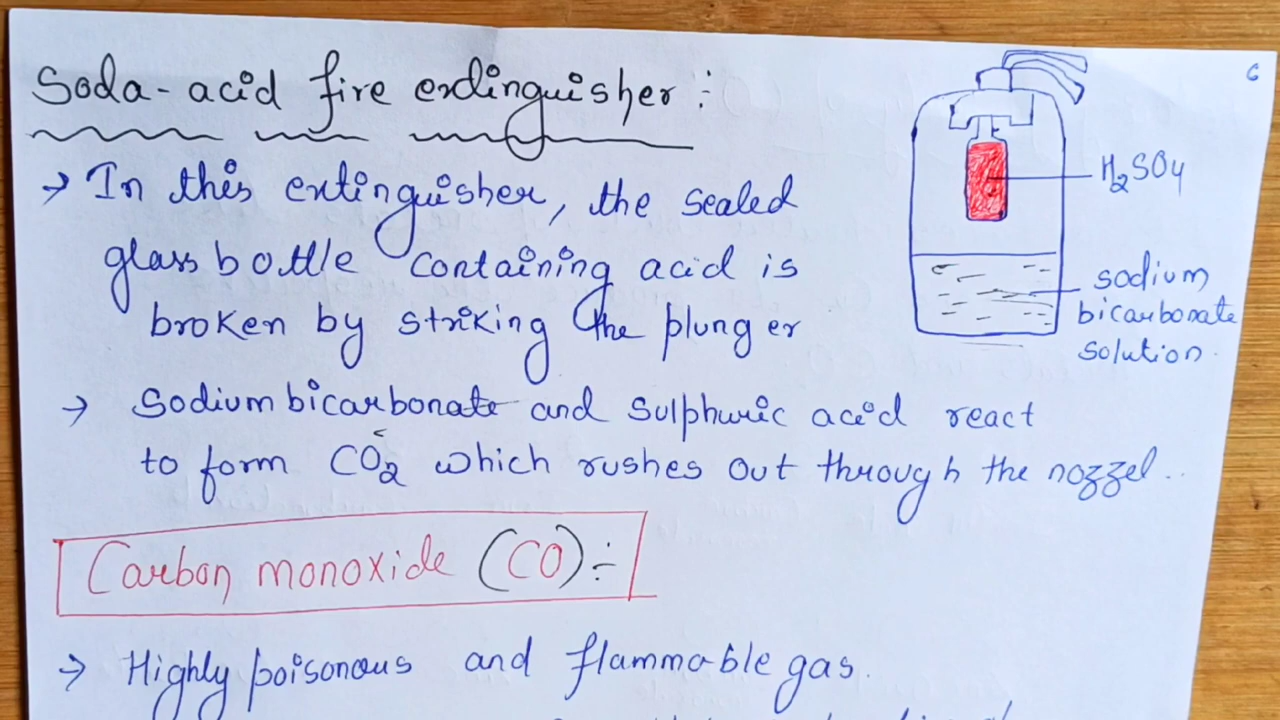 6
Soda-acid fire extinguisher :-
→ In this extinguisher, the sealed
glass bottle containing acid is
broken by striking the plunger
H₂SO₄
sodium
bicarbonate
solution.
→ Sodium bicarbonate and sulphuric acid react
to form CO₂ which rushes out through the nozzel..
Carbon monoxide (CO) :-
→ Highly poisonous and flammable gas.